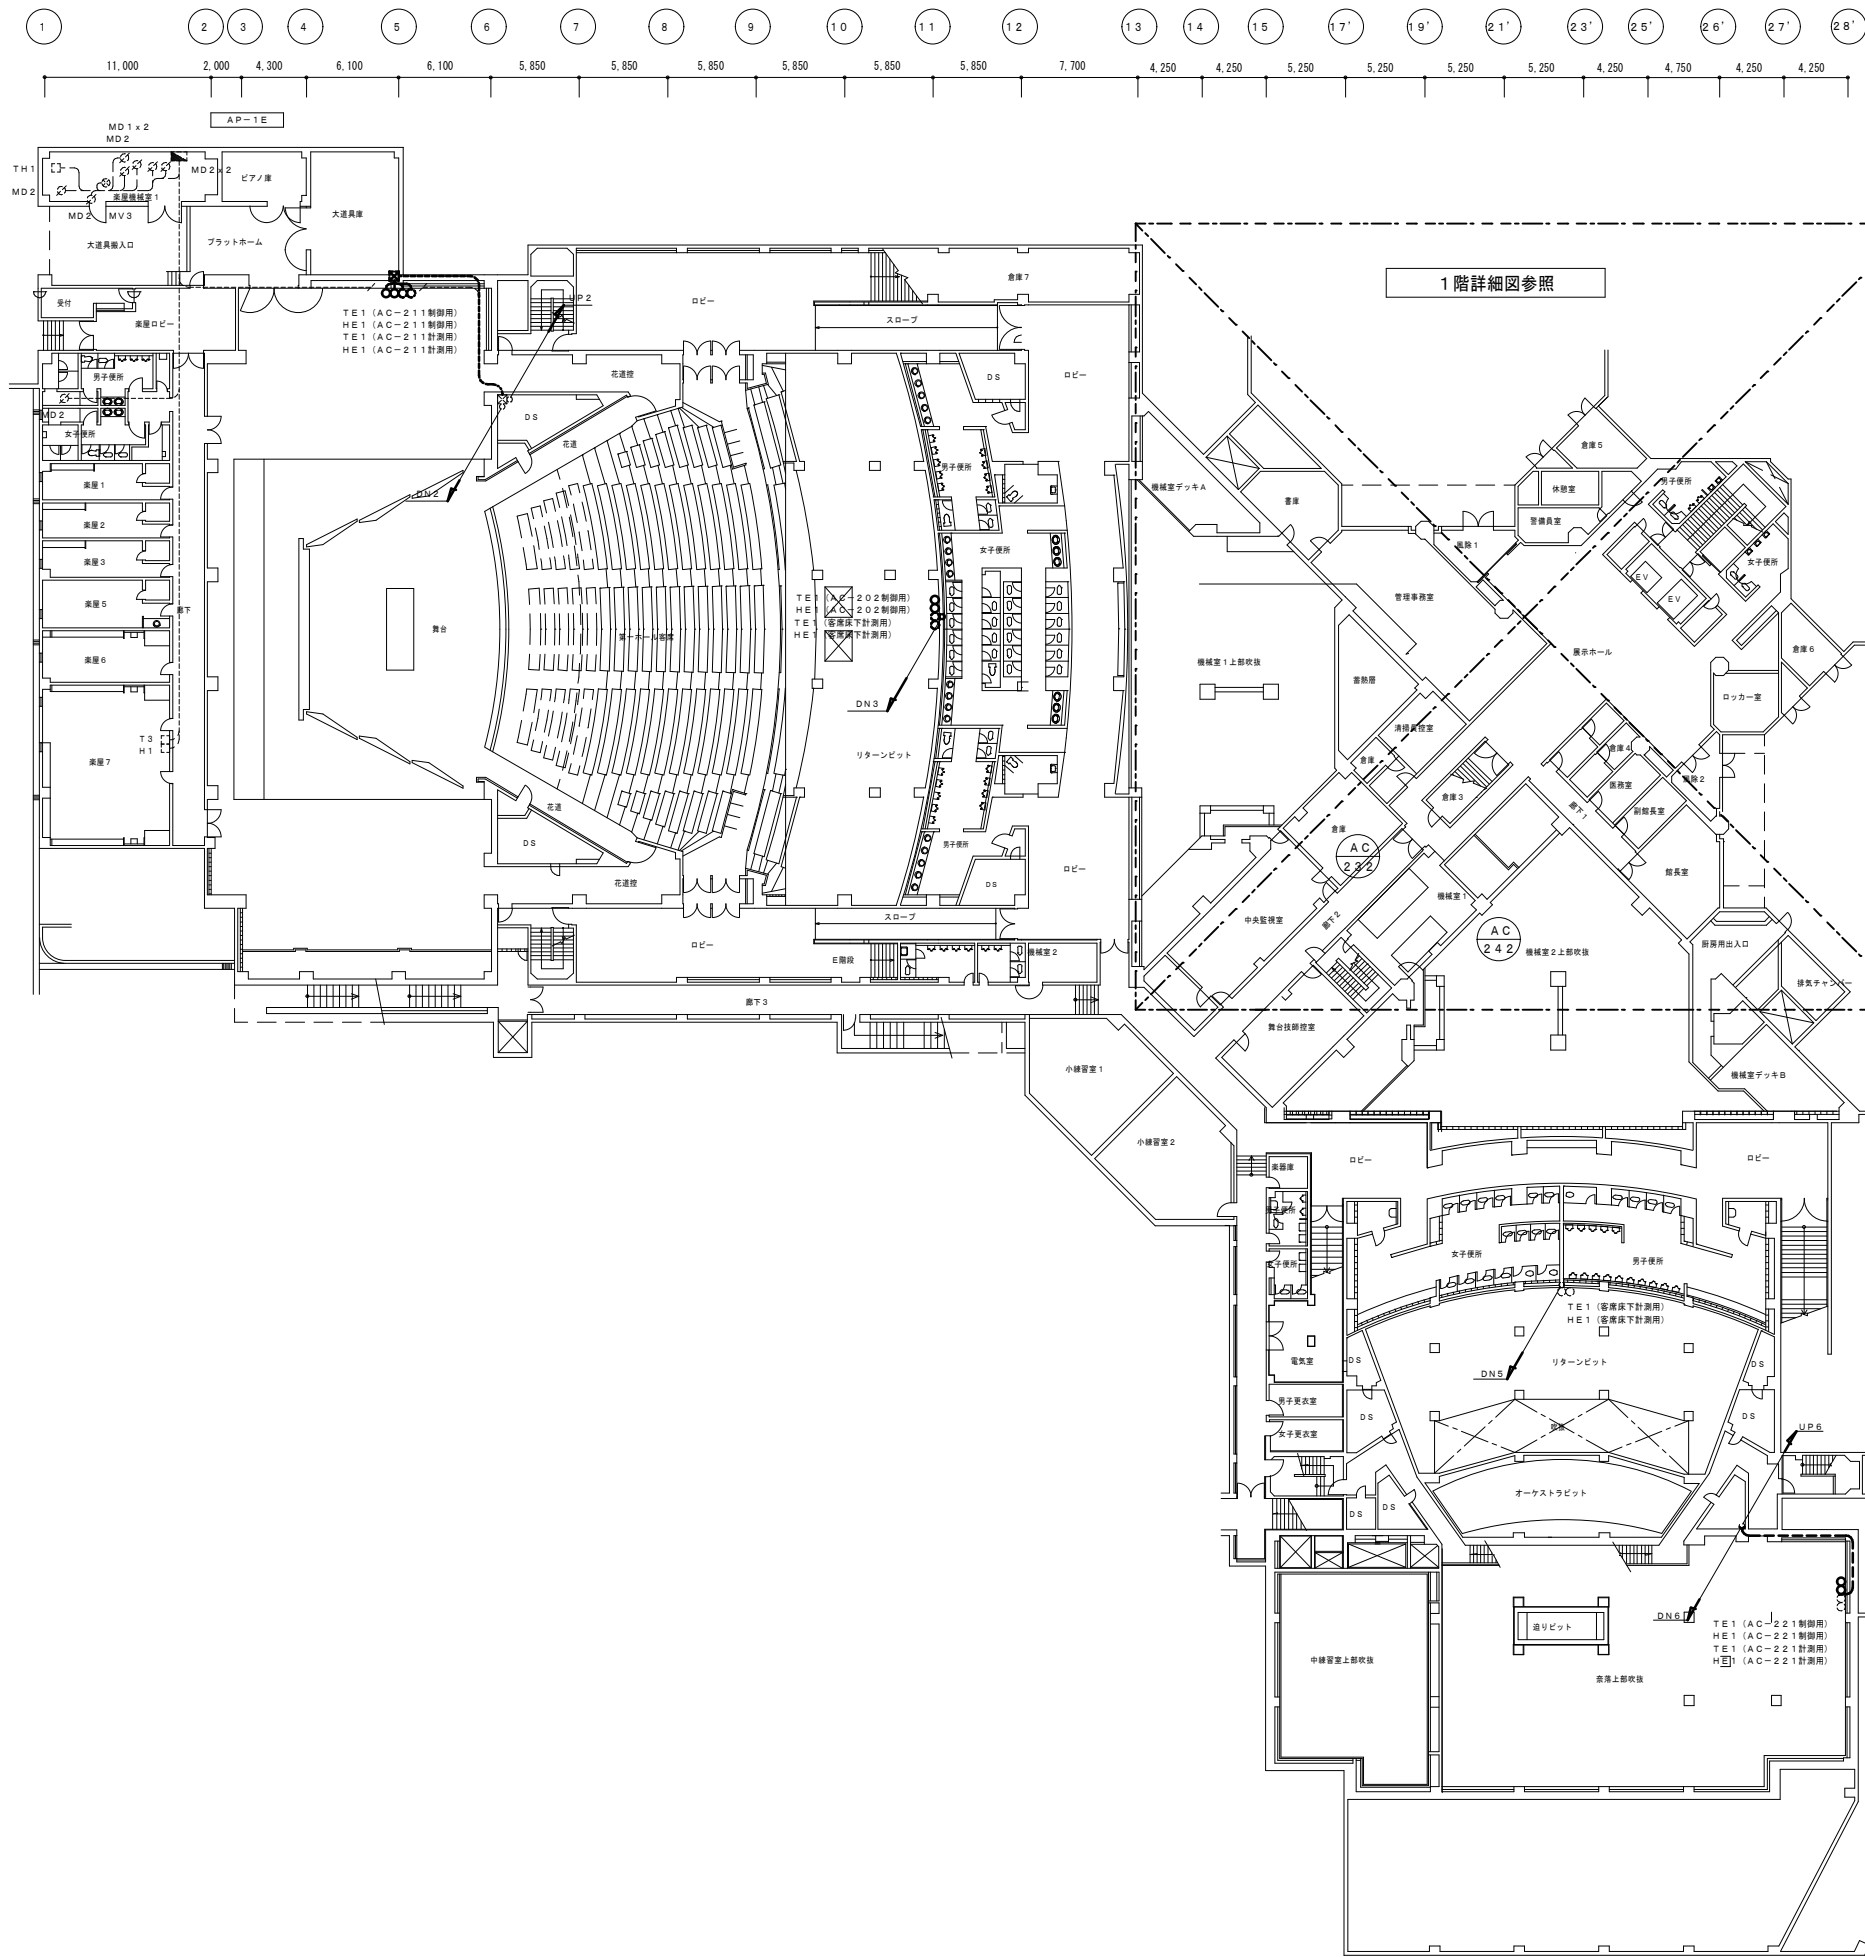 1 2 3 4 5 6 7 8 9 10 11 12 13 14 15 17' 19' 21' 23' 25' 26' 27' 28'
11,000 2,000 4,300 6,100 6,100 5,850 5,850 5,850 5,850 5,850 5,850 7,700 4,250 4,250 5,250 5,250 5,250 5,250 4,250 4,750 4,250 4,250
AP-1E
MD1x2
MD2
TH1
MD2x2
MD2
楽屋機械室1
ピアノ庫
MD2 MV3
大道具庫
大道具搬入口
プラットホーム
倉庫7
1階詳細図参照
受付
UP2
ロビー
楽屋ロビー
TE1(AC-211制御用)
HE1(AC-211制御用)
TE1(AC-211計測用)
HE1(AC-211計測用)
スロープ
男子便所
花道控
DS
ロビー
MD2
DS
女子便所
花道
倉庫5
男子便所
楽屋1
DN2
機械室デッキA
書庫
休憩室
男子便所
楽屋2
警備員室
風除1
女子便所
楽屋3
女子便所
EV
楽屋5
廊下
TE1(AC-202制御用)
HE1(AC-202制御用)
TE1(客席床下計測用)
HE1(客席床下計測用)
管理事務室
EV
舞台
第一ホール客席
楽屋6
機械室1上部吹抜
展示ホール
倉庫6
蓄熱層
DN3
ロッカー室
清掃員控室
T3
H1
リターンピット
楽屋7
倉庫
倉庫4
風除2
倉庫3
医務室
花道
廊下1
副館長室
倉庫
DS
男子便所
AC
232
ロビー
館長室
花道控
DS
機械室1
スロープ
中央監視室
廊下2
AC
242
ロビー
E階段
機械室2
機械室2上部吹抜
厨房用出入口
排気チャンバー
廊下3
舞台技師控室
小練習室1
機械室デッキB
小練習室2
ロビー
ロビー
楽器庫
男子便所
女子便所
男子便所
女子便所
TE1(客席床下計測用)
HE1(客席床下計測用)
電気室
DS
リターンピット
DS
DN5
男子更衣室
DS
DS
女子更衣室
吹抜
UP6
オーケストラピット
DS
DS
DN6
迫りピット
TE1(AC-221制御用)
HE1(AC-221制御用)
TE1(AC-221計測用)
HE1(AC-221計測用)
中練習室上部吹抜
奈落上部吹抜